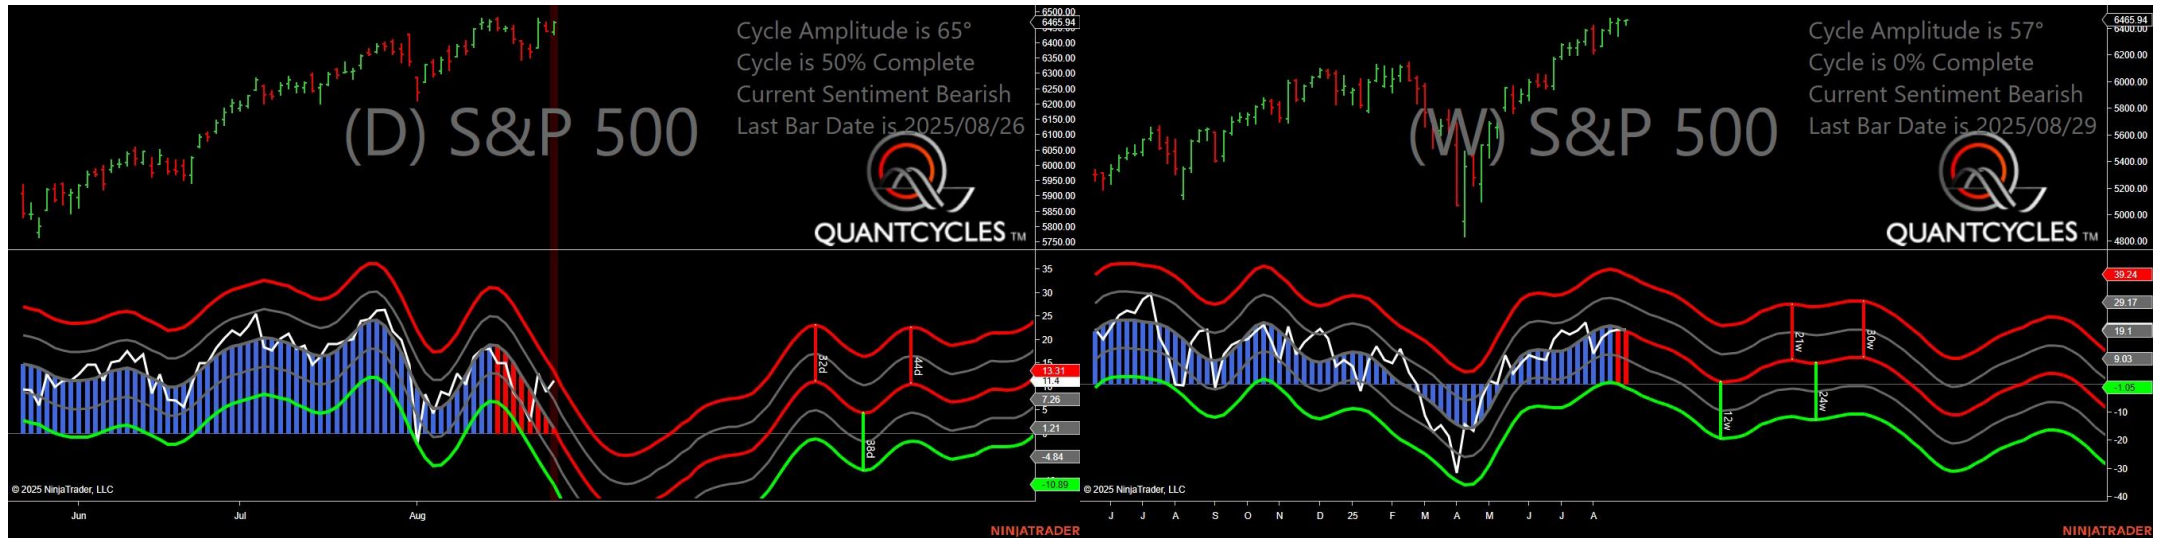 Cycle Amplitude is 65°
Cycle is 50% Complete
Current Sentiment Bearish
Last Bar Date is 2025/08/26
(D) S&P 500
QUANTCYCLES TM
6500.00
6465.94
6400.00
6350.00
6300.00
6250.00
6200.00
6150.00
6100.00
6050.00
6000.00
5950.00
5900.00
5850.00
5800.00
5750.00
35
30
25
20
15
13.31
11.4
7.26
5
1.21
-4.84
-10.89
32d
38d
44d
© 2025 NinjaTrader, LLC
Jun Jul Aug
NINJATRADER
Cycle Amplitude is 57°
Cycle is 0% Complete
Current Sentiment Bearish
Last Bar Date is 2025/08/29
(W) S&P 500
QUANTCYCLES TM
6465.94
6400.00
6200.00
6000.00
5800.00
5600.00
5400.00
5200.00
5000.00
4800.00
39.24
29.17
19.1
9.03
-1.05
-10
-20
-30
-40
12w
21w
24w
30w
© 2025 NinjaTrader, LLC
J J A S O N D 25 F M A M J J A
NINJATRADER